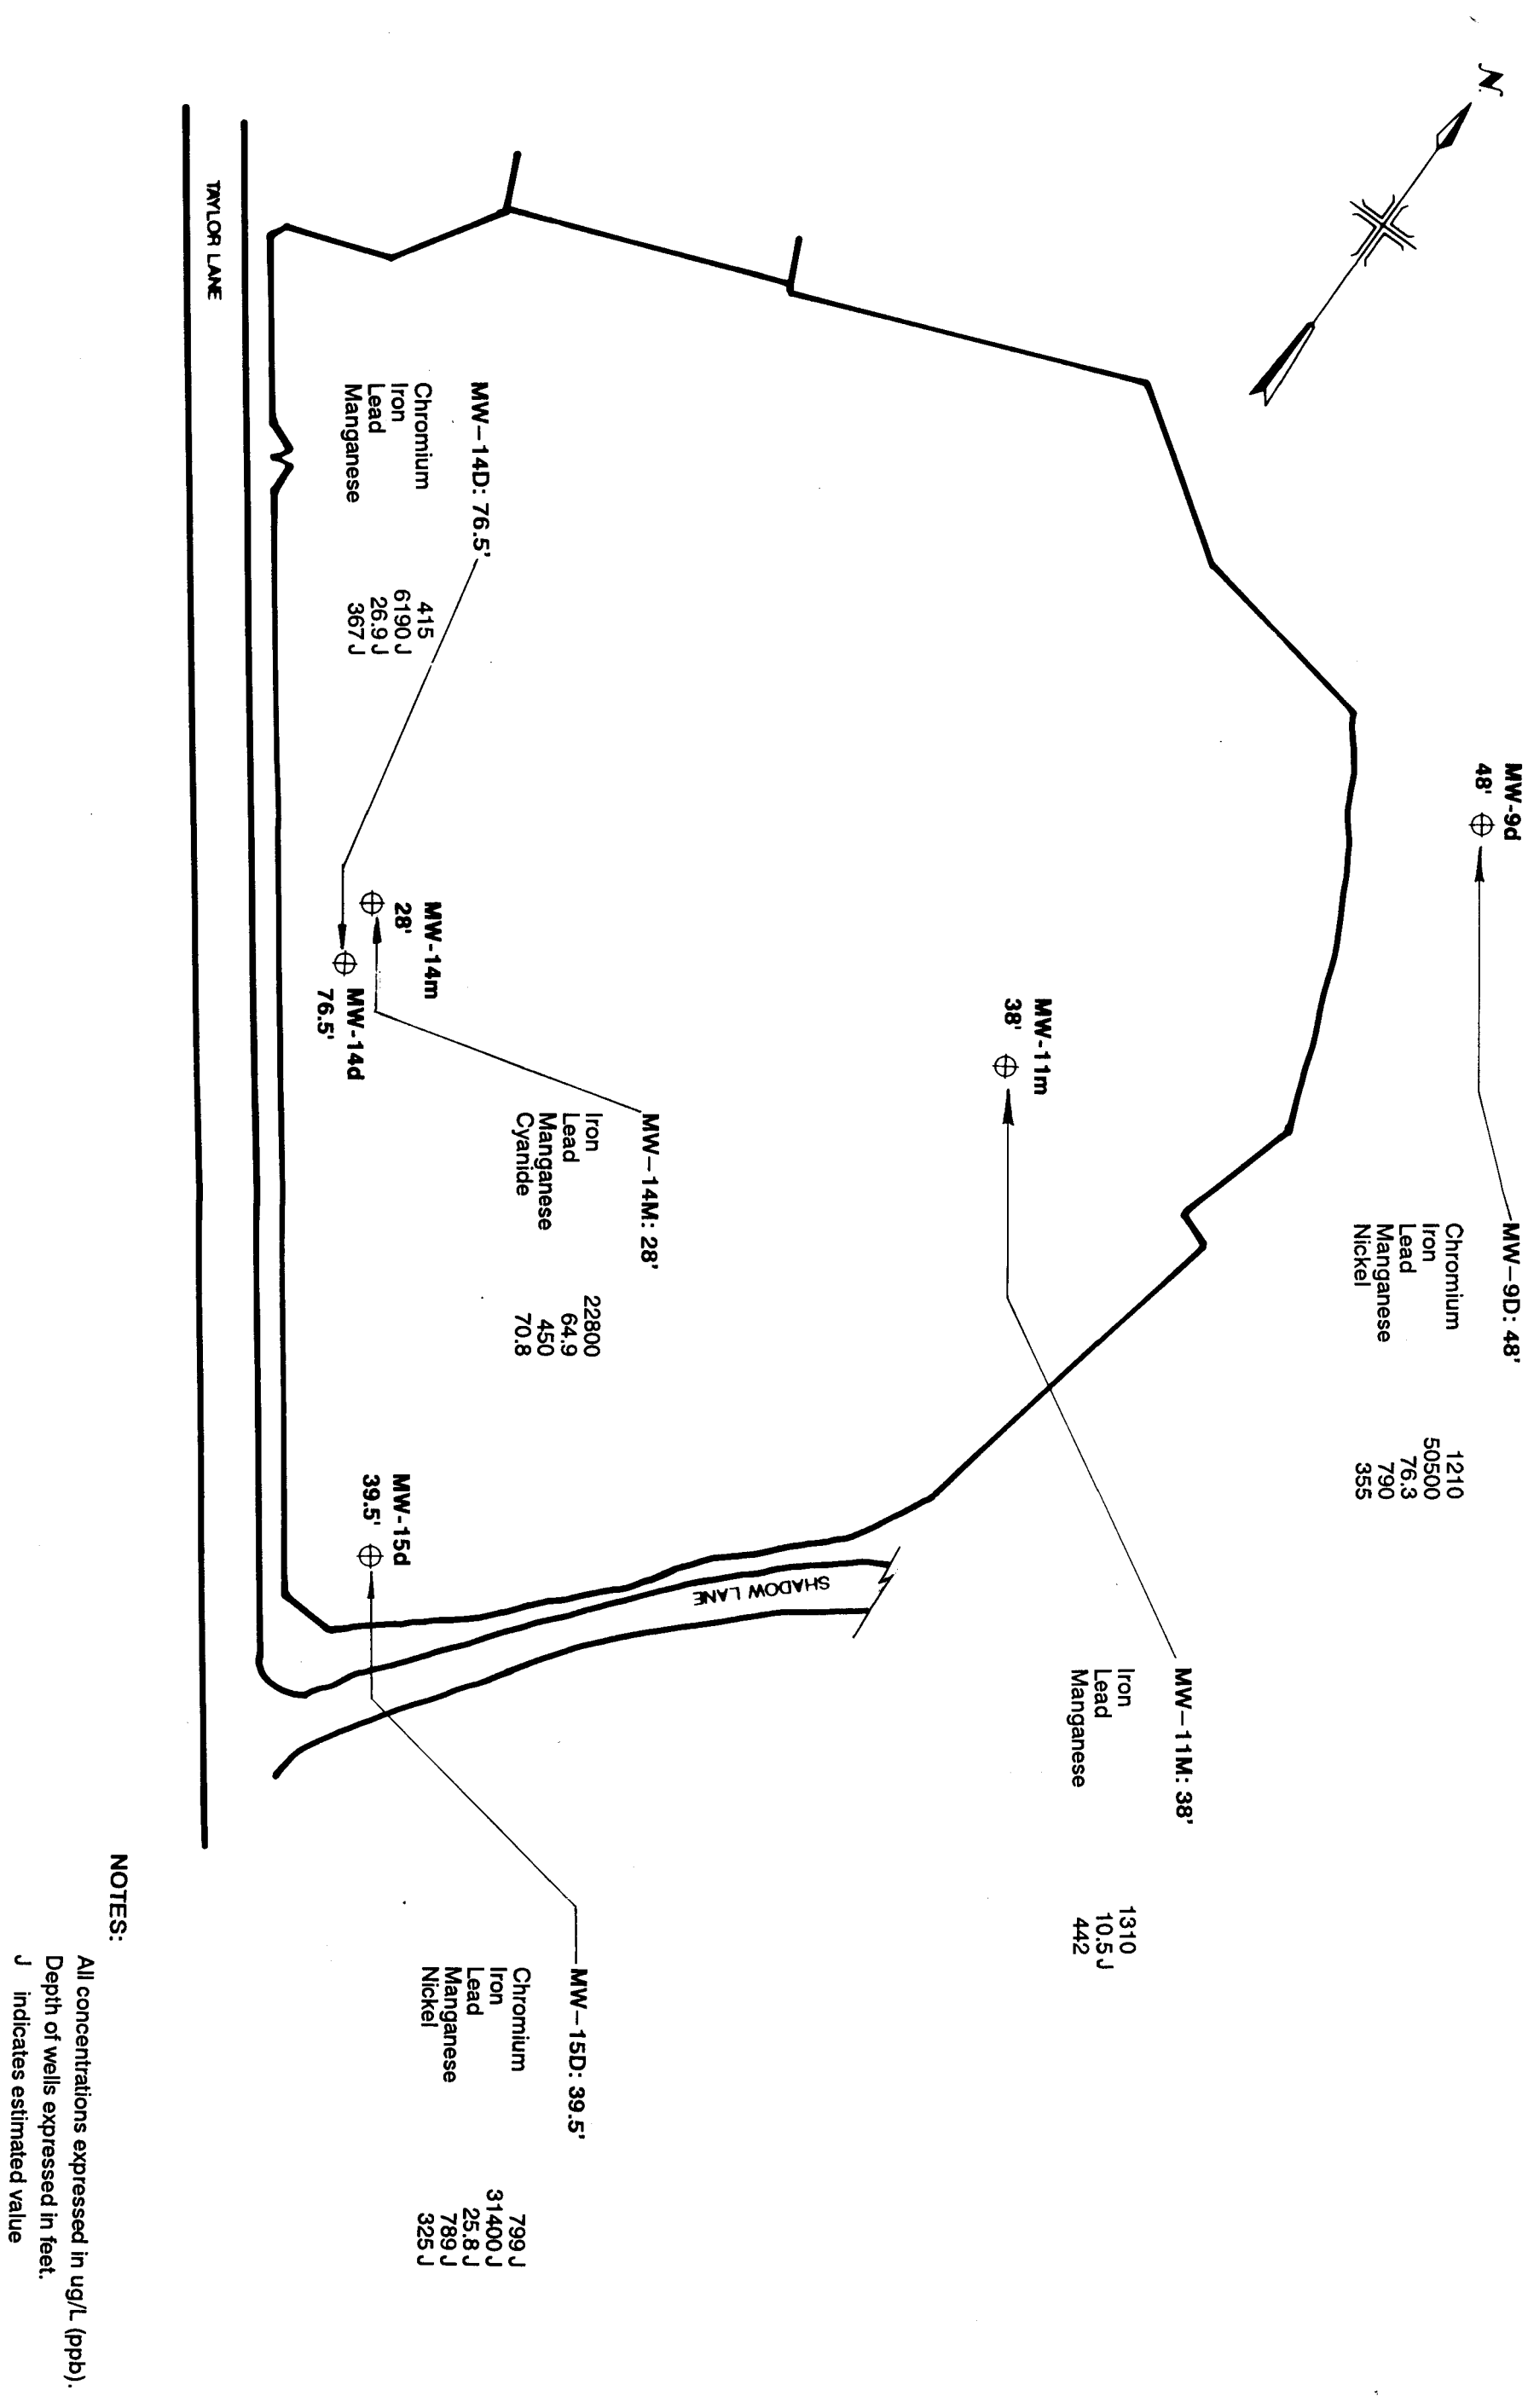 N
MW-9d
48'
MW-9D: 48'
Chromium 1210
Iron 50500
Lead 76.3
Manganese 790
Nickel 355
MW-11m
38'
MW-11M: 38'
Iron 1310
Lead 10.5 J
Manganese 442
MW-14D: 76.5'
Chromium 415
Iron 6190 J
Lead 26.9 J
Manganese 367 J
MW-14m
28'
MW-14d
76.5'
MW-14M: 28'
Iron 22800
Lead 64.9
Manganese 450
Cyanide 70.8
SHADOW LANE
MW-15d
39.5'
MW-15D: 39.5'
Chromium 799 J
Iron 31400 J
Lead 25.8 J
Manganese 789 J
Nickel 325 J
TAYLOR LANE
NOTES:
All concentrations expressed in ug/L (ppb).
Depth of wells expressed in feet.
J indicates estimated value